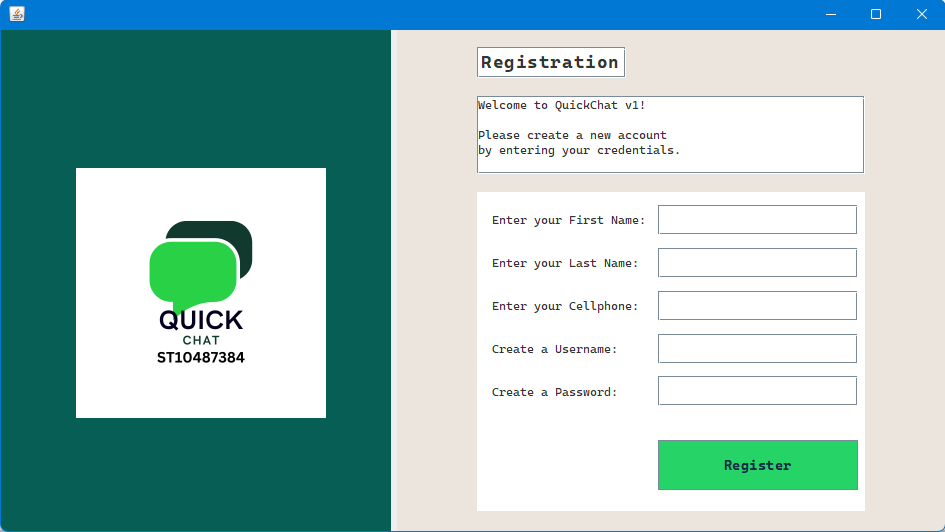 Registration
Welcome to QuickChat v1!
Please create a new account
by entering your credentials.
QUICK
CHAT
ST10487384
Enter your First Name:
Enter your Last Name:
Enter your Cellphone:
Create a Username:
Create a Password:
Register